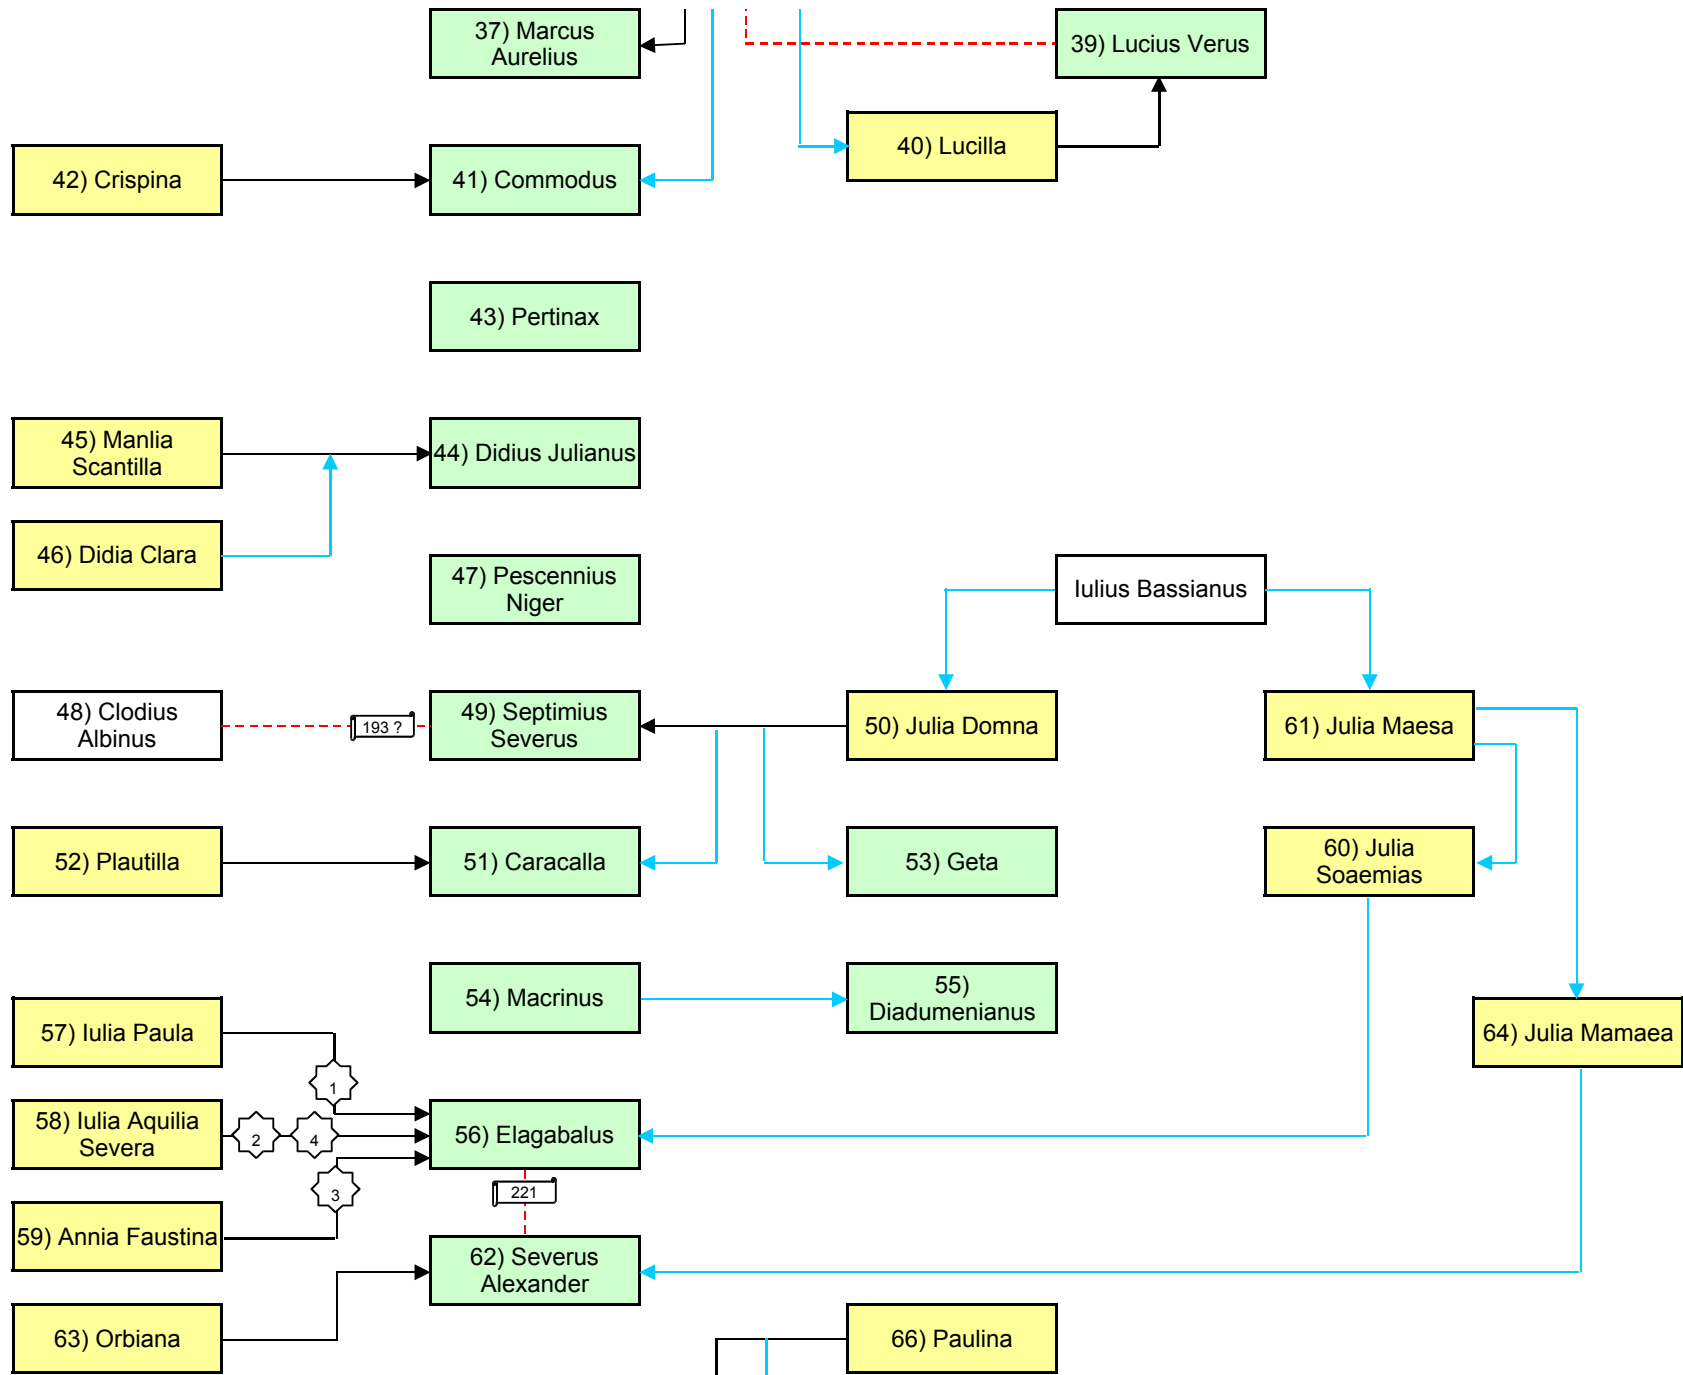 37) Marcus
Aurelius
39) Lucius Verus
40) Lucilla
42) Crispina
41) Commodus
43) Pertinax
45) Manlia
Scantilla
44) Didius Julianus
46) Didia Clara
47) Pescennius
Niger
Iulius Bassianus
48) Clodius
Albinus
193 ?
49) Septimius
Severus
50) Julia Domna
61) Julia Maesa
52) Plautilla
51) Caracalla
53) Geta
60) Julia
Soaemias
54) Macrinus
55)
Diadumenianus
57) Iulia Paula
64) Julia Mamaea
1
58) Iulia Aquilia
Severa
2
4
56) Elagabalus
3
221
59) Annia Faustina
62) Severus
Alexander
63) Orbiana
66) Paulina